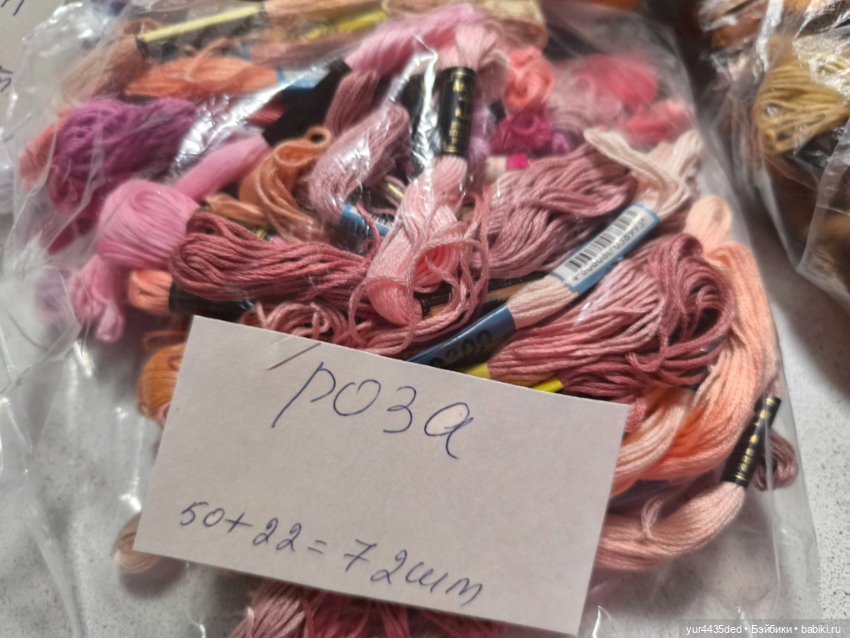 роза
50+22=72шт
yur4435ded • Бэйбики • babiki.ru